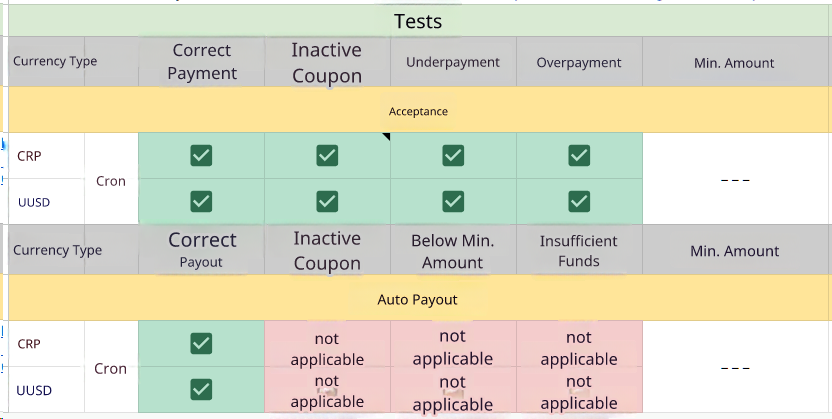 Tests
Currency Type
Correct
Payment
Inactive
Coupon
Underpayment
Overpayment
Min. Amount
Acceptance
CRP
Cron
UUSD
---
Currency Type
Correct
Payout
Inactive
Coupon
Below Min.
Amount
Insufficient
Funds
Min. Amount
Auto Payout
CRP
Cron
UUSD
not
applicable
not
applicable
not
applicable
not
applicable
not
applicable
not
applicable
---